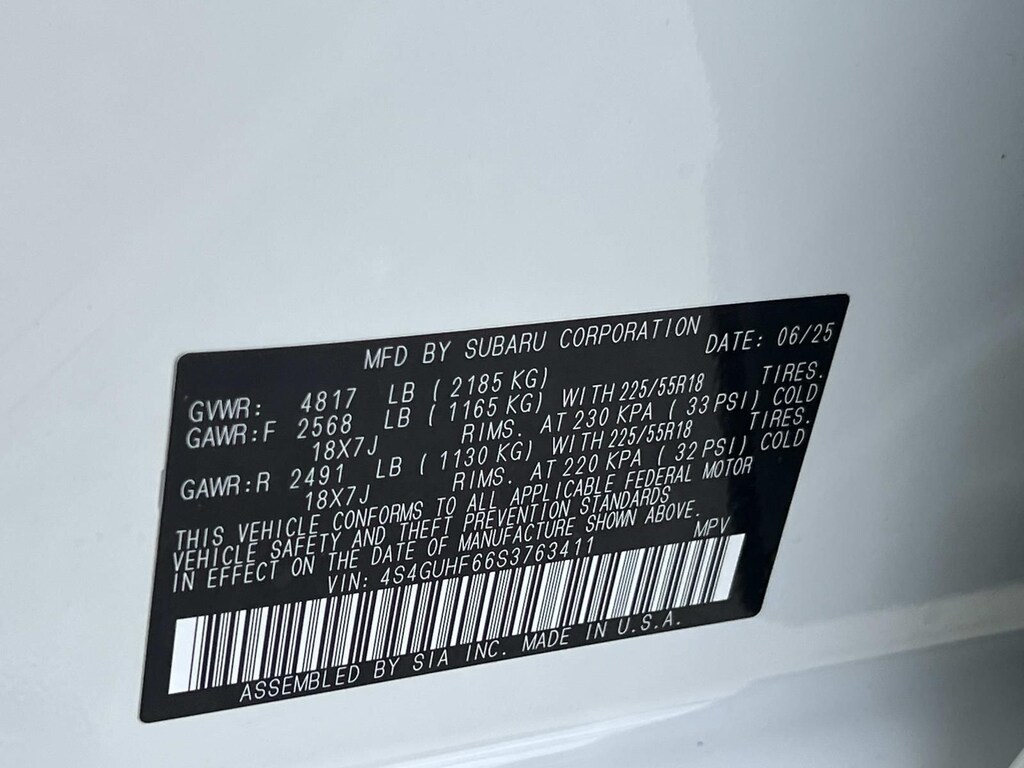 MFD BY SUBARU CORPORATION DATE: 06/25
GVWR: 4817 LB ( 2185 KG)
GAWR:F 2568 LB ( 1165 KG) WITH 225/55R18 TIRES.
18X7J RIMS. AT 230 KPA ( 33 PSI) COLD
GAWR:R 2491 LB ( 1130 KG) WITH 225/55R18 TIRES.
18X7J RIMS. AT 220 KPA ( 32 PSI) COLD
THIS VEHICLE CONFORMS TO ALL APPLICABLE FEDERAL MOTOR
VEHICLE SAFETY AND THEFT PREVENTION STANDARDS
IN EFFECT ON THE DATE OF MANUFACTURE SHOWN ABOVE.
VIN: 4S4GUHF66S3763411 MPV
ASSEMBLED BY SIA INC. MADE IN U.S.A.